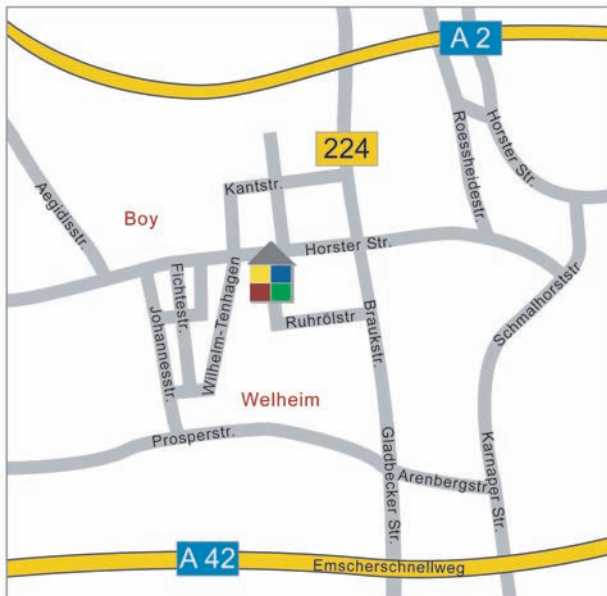 A 2
Roessheidestr.
Horster Str.
224
Kantstr.
Aegidisstr.
Boy
Horster Str.
Fichtestr.
Wilhelm-Tenhagen
Johannesstr.
Ruhrölstr
Braukstr.
Schmalhorststr
Welheim
Prosperstr.
Gladbecker Str.
Arenbergstr.
Karnaper Str.
A 42
Emscherschnellweg